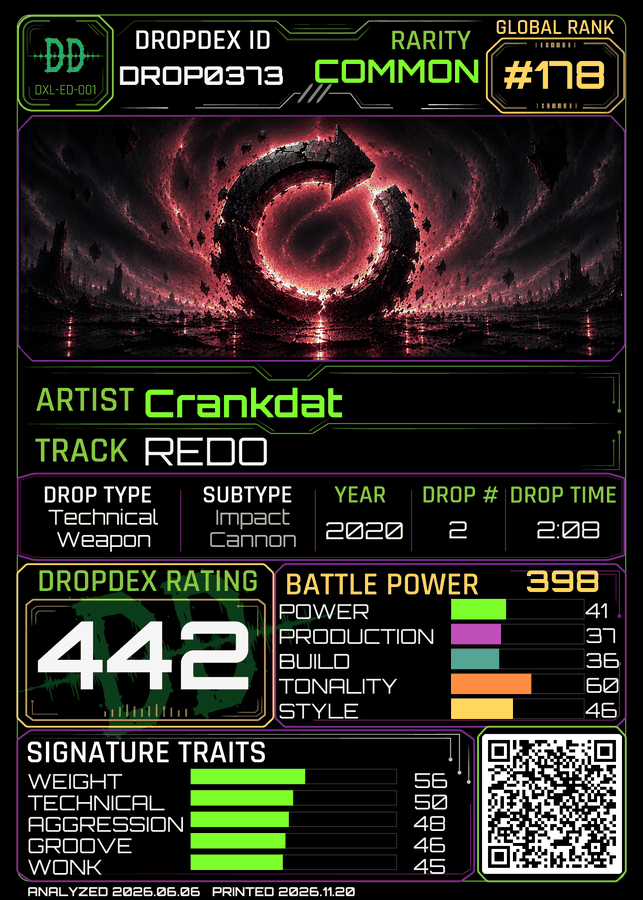 DD
DXL-ED-001
DROPDEX ID
DROP0373
RARITY
COMMON
GLOBAL RANK
#178
ARTIST Crankdat
TRACK REDO
DROP TYPE
Technical
Weapon
SUBTYPE
Impact
Cannon
YEAR
2020
DROP #
2
DROP TIME
2:08
DROPDEX RATING
442
BATTLE POWER 398
POWER 41
PRODUCTION 37
BUILD 36
TONALITY 60
STYLE 46
SIGNATURE TRAITS
WEIGHT 56
TECHNICAL 50
AGGRESSION 48
GROOVE 46
WONK 45
ANALYZED 2026.06.06 PRINTED 2026.11.20